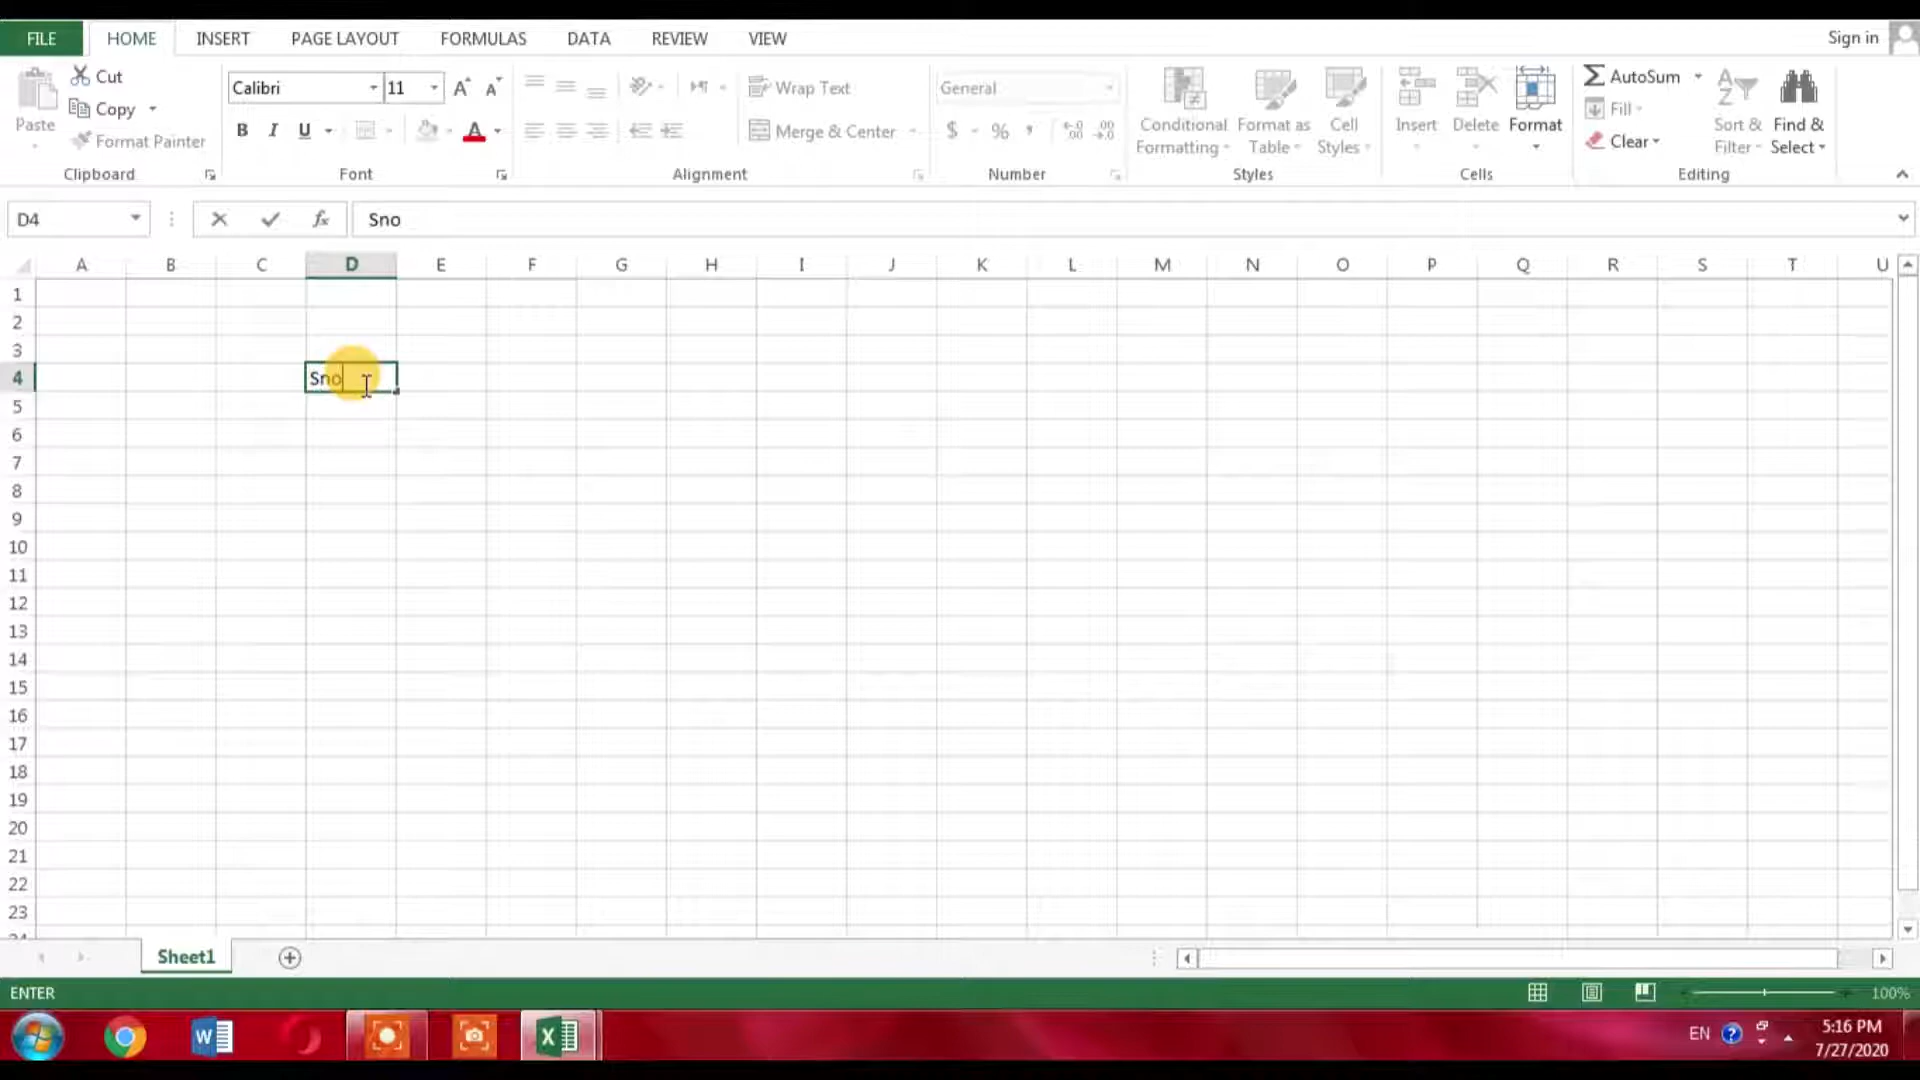 FILE HOME INSERT PAGE LAYOUT FORMULAS DATA REVIEW VIEW Sign in
Paste
Cut
Copy
Format Painter
Clipboard
Calibri 11
B I U A
Font
Wrap Text
Merge & Center
Alignment
General
$ % ,
Number
Conditional Formatting
Format as Table
Cell Styles
Styles
Insert
Delete
Format
Cells
AutoSum
Fill
Clear
Sort & Filter
Find & Select
Editing
D4 fx Sno
A B C D E F G H I J K L M N O P Q R S T U
1
2
3
4 Sno
5
6
7
8
9
10
11
12
13
14
15
16
17
18
19
20
21
22
23
Sheet1
ENTER 100%
EN 5:16 PM
7/27/2020